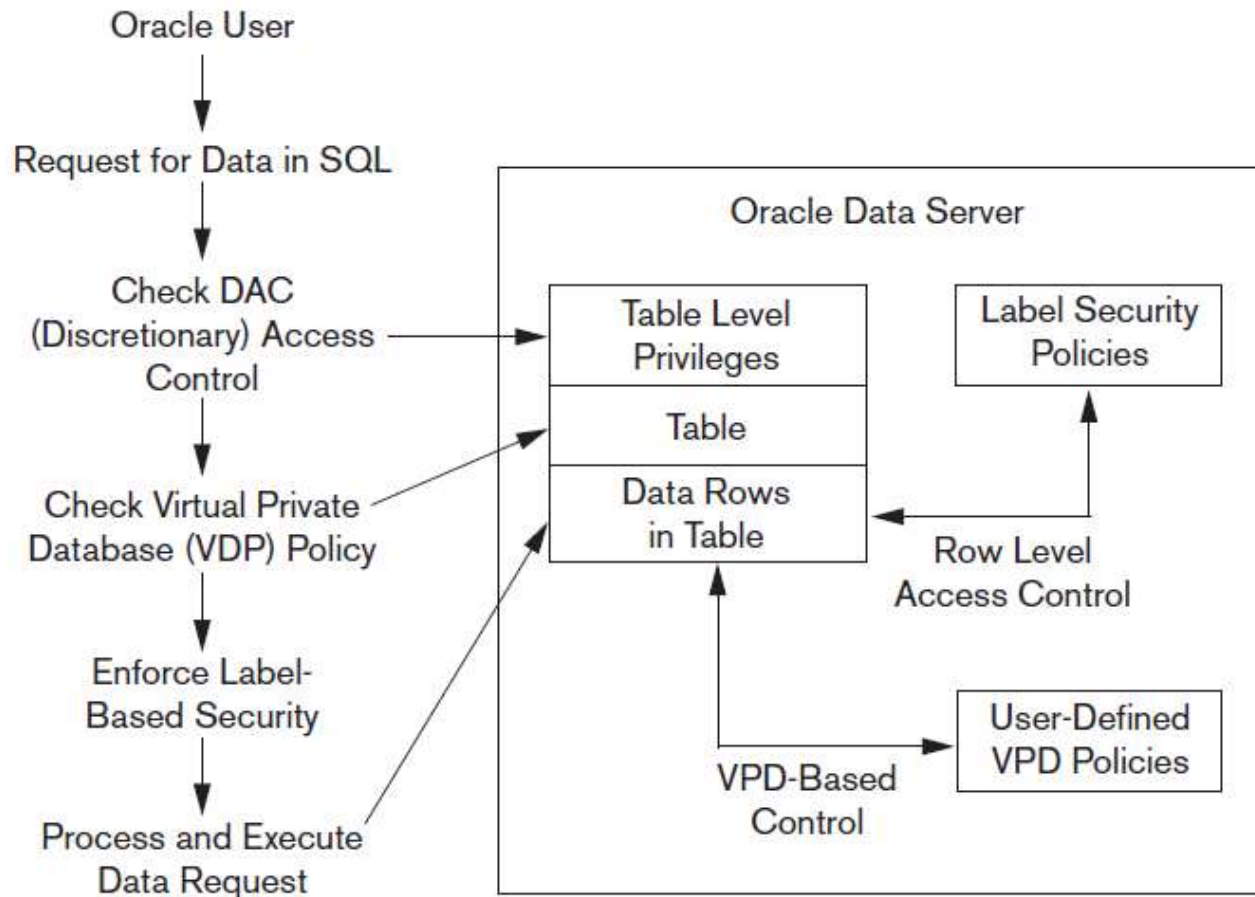 Oracle User
Request for Data in SQL
Check DAC
(Discretionary) Access
Control
Check Virtual Private
Database (VDP) Policy
Enforce Label-
Based Security
Process and Execute
Data Request
Oracle Data Server
Table Level
Privileges
Table
Data Rows
in Table
Label Security
Policies
Row Level
Access Control
User-Defined
VPD Policies
VPD-Based
Control